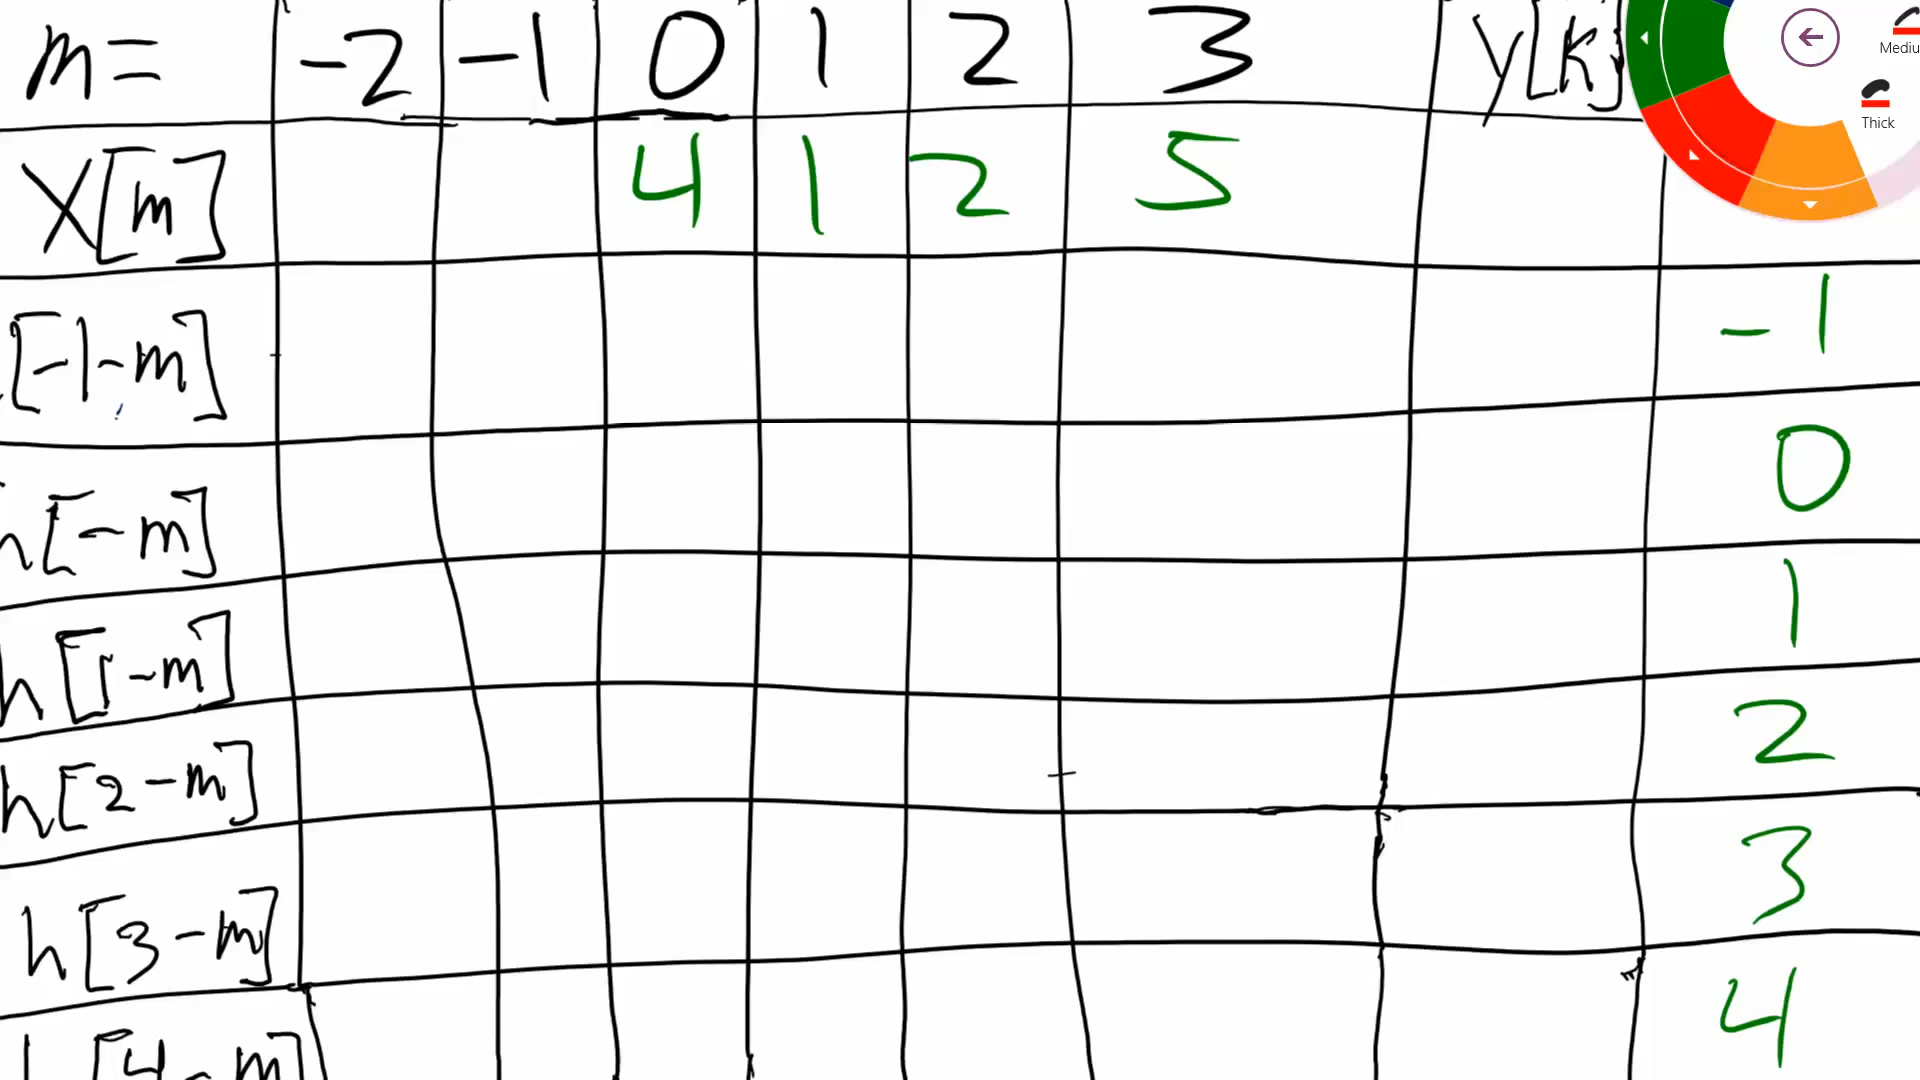 m= -2 -1 0 1 2 3 y[k]
Mediu
Thick
x[m] 4 1 2 5
[-1-m] -1
h[-m] 0
h[1-m] 1
h[2-m] 2
h[3-m] 3
[4-m] 4